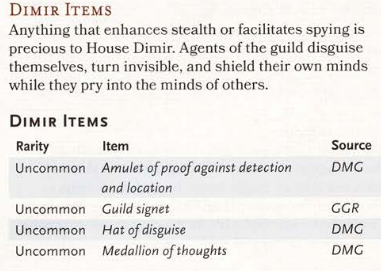 DIMIR ITEMS
Anything that enhances stealth or facilitates spying is
precious to House Dimir. Agents of the guild disguise
themselves, turn invisible, and shield their own minds
while they pry into the minds of others.
DIMIR ITEMS
Rarity Item Source
Uncommon Amulet of proof against detection and location DMG
Uncommon Guild signet GGR
Uncommon Hat of disguise DMG
Uncommon Medallion of thoughts DMG